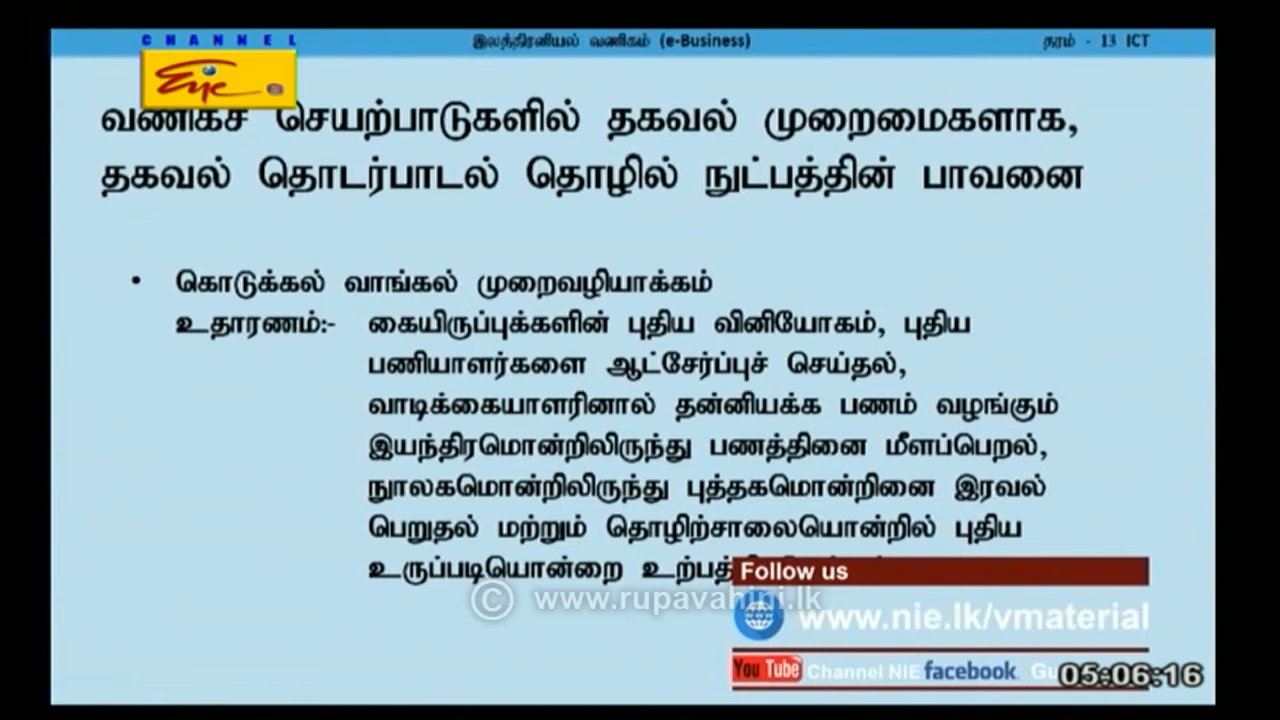 CHANNEL
Eye
இலத்திரனியல் வணிகம் (e-Business)
தரம் - 13 ICT
வணிகச் செயற்பாடுகளில் தகவல் முறைமைகளாக,
தகவல் தொடர்பாடல் தொழில் நுட்பத்தின் பாவனை
• கொடுக்கல் வாங்கல் முறைவழியாக்கம்
உதாரணம்:- கையிருப்புக்களின் புதிய வினியோகம், புதிய
பணியாளர்களை ஆட்சேர்ப்புச் செய்தல்,
வாடிக்கையாளரினால் தன்னியக்க பணம் வழங்கும்
இயந்திரமொன்றிலிருந்து பணத்தினை மீளப்பெறல்,
நூலகமொன்றிலிருந்து புத்தகமொன்றினை இரவல்
பெறுதல் மற்றும் தொழிற்சாலையொன்றில் புதிய
உருப்படியொன்றை
Follow us
© www.rupavahini.lk
www.nie.lk/vmaterial
You Tube Channel NIE facebook
05:06:16